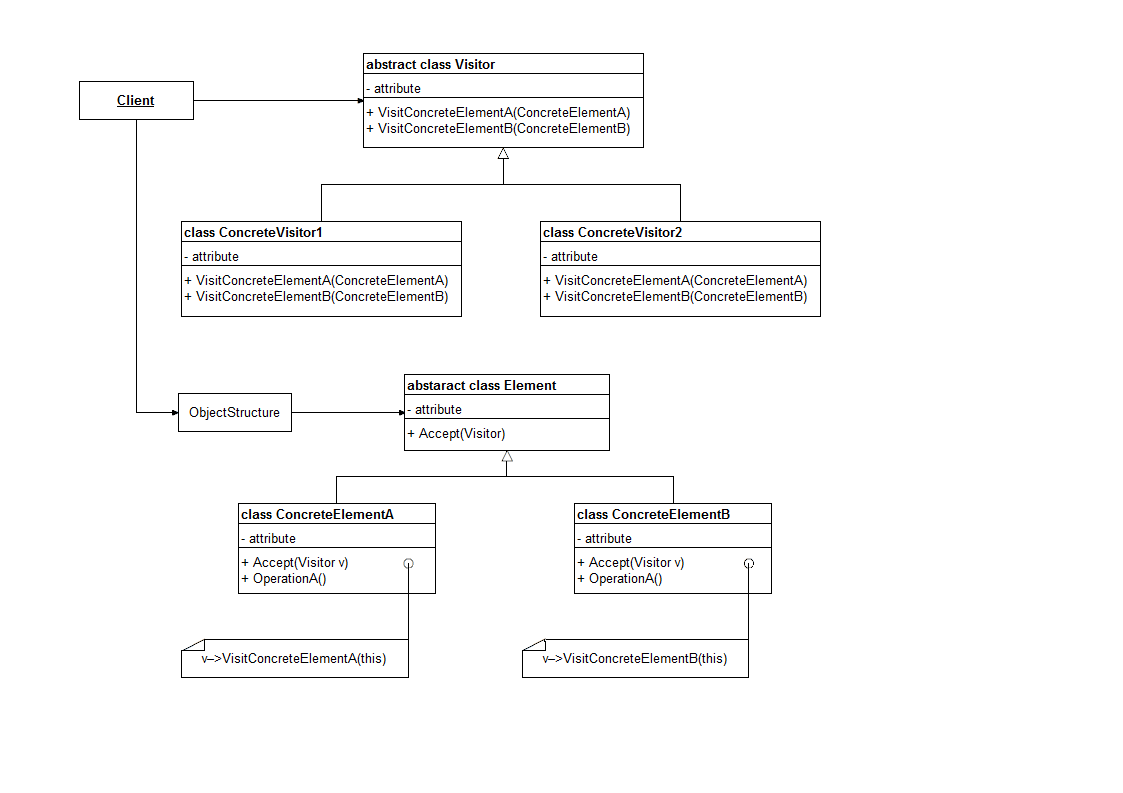 abstract class Visitor
- attribute
+ VisitConcreteElementA(ConcreteElementA)
+ VisitConcreteElementB(ConcreteElementB)
Client
class ConcreteVisitor1
- attribute
+ VisitConcreteElementA(ConcreteElementA)
+ VisitConcreteElementB(ConcreteElementB)
class ConcreteVisitor2
- attribute
+ VisitConcreteElementA(ConcreteElementA)
+ VisitConcreteElementB(ConcreteElementB)
abstaract class Element
- attribute
+ Accept(Visitor)
ObjectStructure
class ConcreteElementA
- attribute
+ Accept(Visitor v)
+ OperationA()
class ConcreteElementB
- attribute
+ Accept(Visitor v)
+ OperationA()
v–>VisitConcreteElementA(this)
v–>VisitConcreteElementB(this)